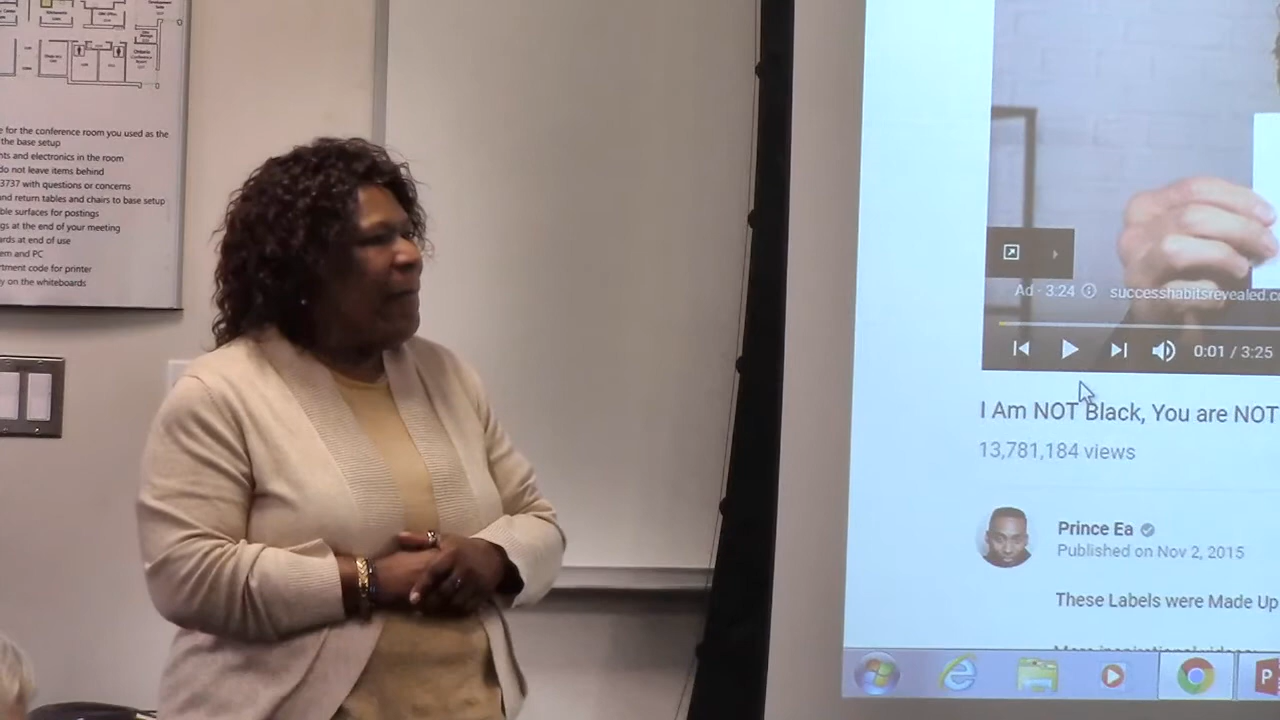 e for the conference room you used as the
the base setup
nts and electronics in the room
do not leave items behind
3737 with questions or concerns
and return tables and chairs to base setup
ble surfaces for postings
gs at the end of your meeting
ards at end of use
em and PC
rtment code for printer
y on the whiteboards
Ad · 3:24
successhabitsrevealed.c
0:01 / 3:25
I Am NOT Black, You are NOT
13,781,184 views
Prince Ea
Published on Nov 2, 2015
These Labels were Made Up